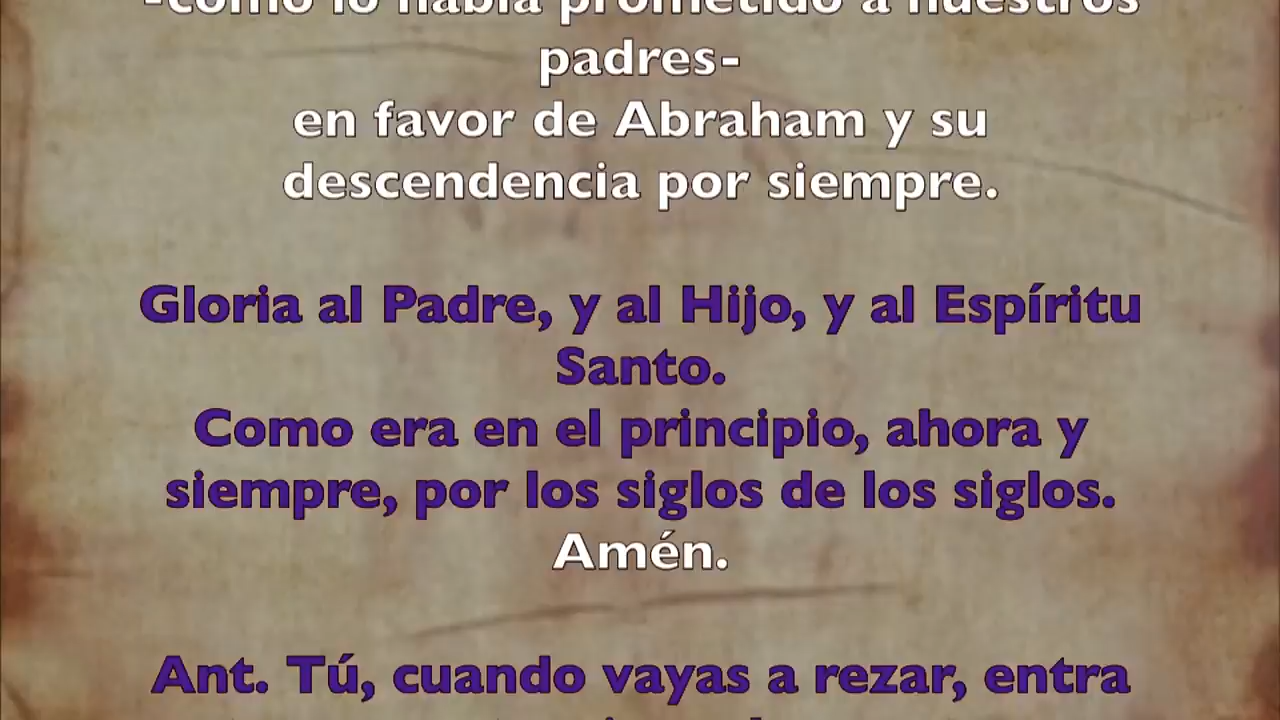 -como lo había prometido a nuestros
padres-
en favor de Abraham y su
descendencia por siempre.
Gloria al Padre, y al Hijo, y al Espíritu
Santo.
Como era en el principio, ahora y
siempre, por los siglos de los siglos.
Amén.
Ant. Tú, cuando vayas a rezar, entra